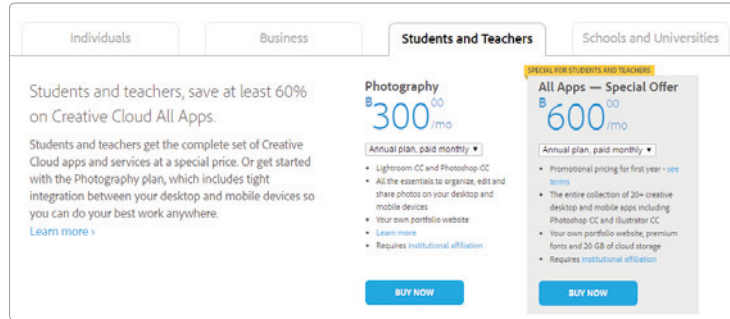 Individuals
Business
Students and Teachers
Schools and Universities
Students and teachers, save at least 60%
on Creative Cloud All Apps.
Students and teachers get the complete set of Creative
Cloud apps and services at a special price. Or get started
with the Photography plan, which includes tight
integration between your desktop and mobile devices so
you can do your best work anywhere.
Learn more ›
Photography
฿300 00 /mo
Annual plan, paid monthly ▼
• Lightroom CC and Photoshop CC
• All the essentials to organize, edit and
share photos on your desktop and
mobile devices
• Your own portfolio website
• Learn more
• Requires institutional affiliation
BUY NOW
SPECIAL FOR STUDENTS AND TEACHERS
All Apps — Special Offer
฿600 00 /mo
Annual plan, paid monthly ▼
• Promotional pricing for first year - see
terms
• The entire collection of 20+ creative
desktop and mobile apps including
Photoshop CC and Illustrator CC
• Your own portfolio website, premium
fonts and 20 GB of cloud storage
• Requires institutional affiliation
BUY NOW